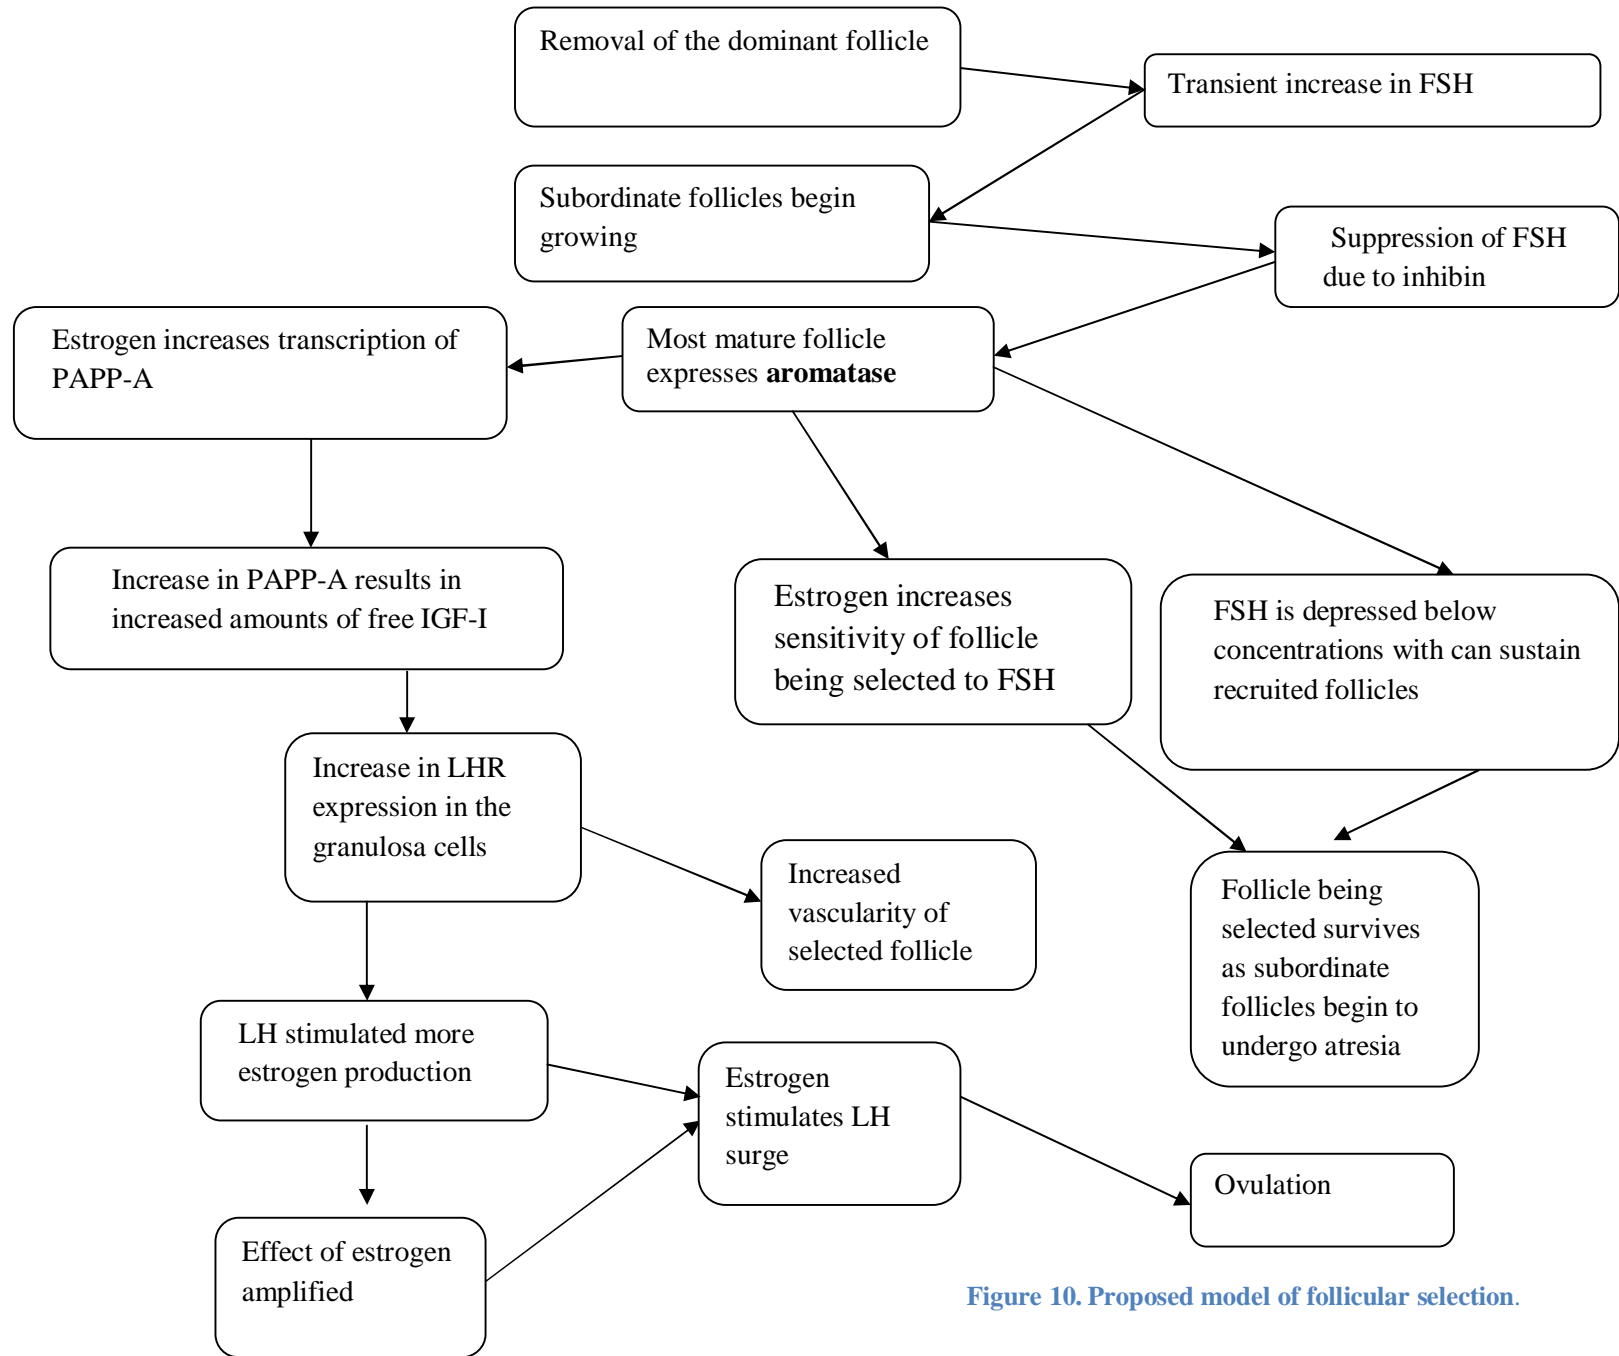 Removal of the dominant follicle
Transient increase in FSH
Subordinate follicles begin
growing
Suppression of FSH
due to inhibin
Estrogen increases transcription of
PAPP-A
Most mature follicle
expresses aromatase
Increase in PAPP-A results in
increased amounts of free IGF-I
Estrogen increases
sensitivity of follicle
being selected to FSH
FSH is depressed below
concentrations with can sustain
recruited follicles
Increase in LHR
expression in the
granulosa cells
Increased
vascularity of
selected follicle
Follicle being
selected survives
as subordinate
follicles begin to
undergo atresia
LH stimulated more
estrogen production
Estrogen
stimulates LH
surge
Ovulation
Effect of estrogen
amplified
Figure 10. Proposed model of follicular selection.